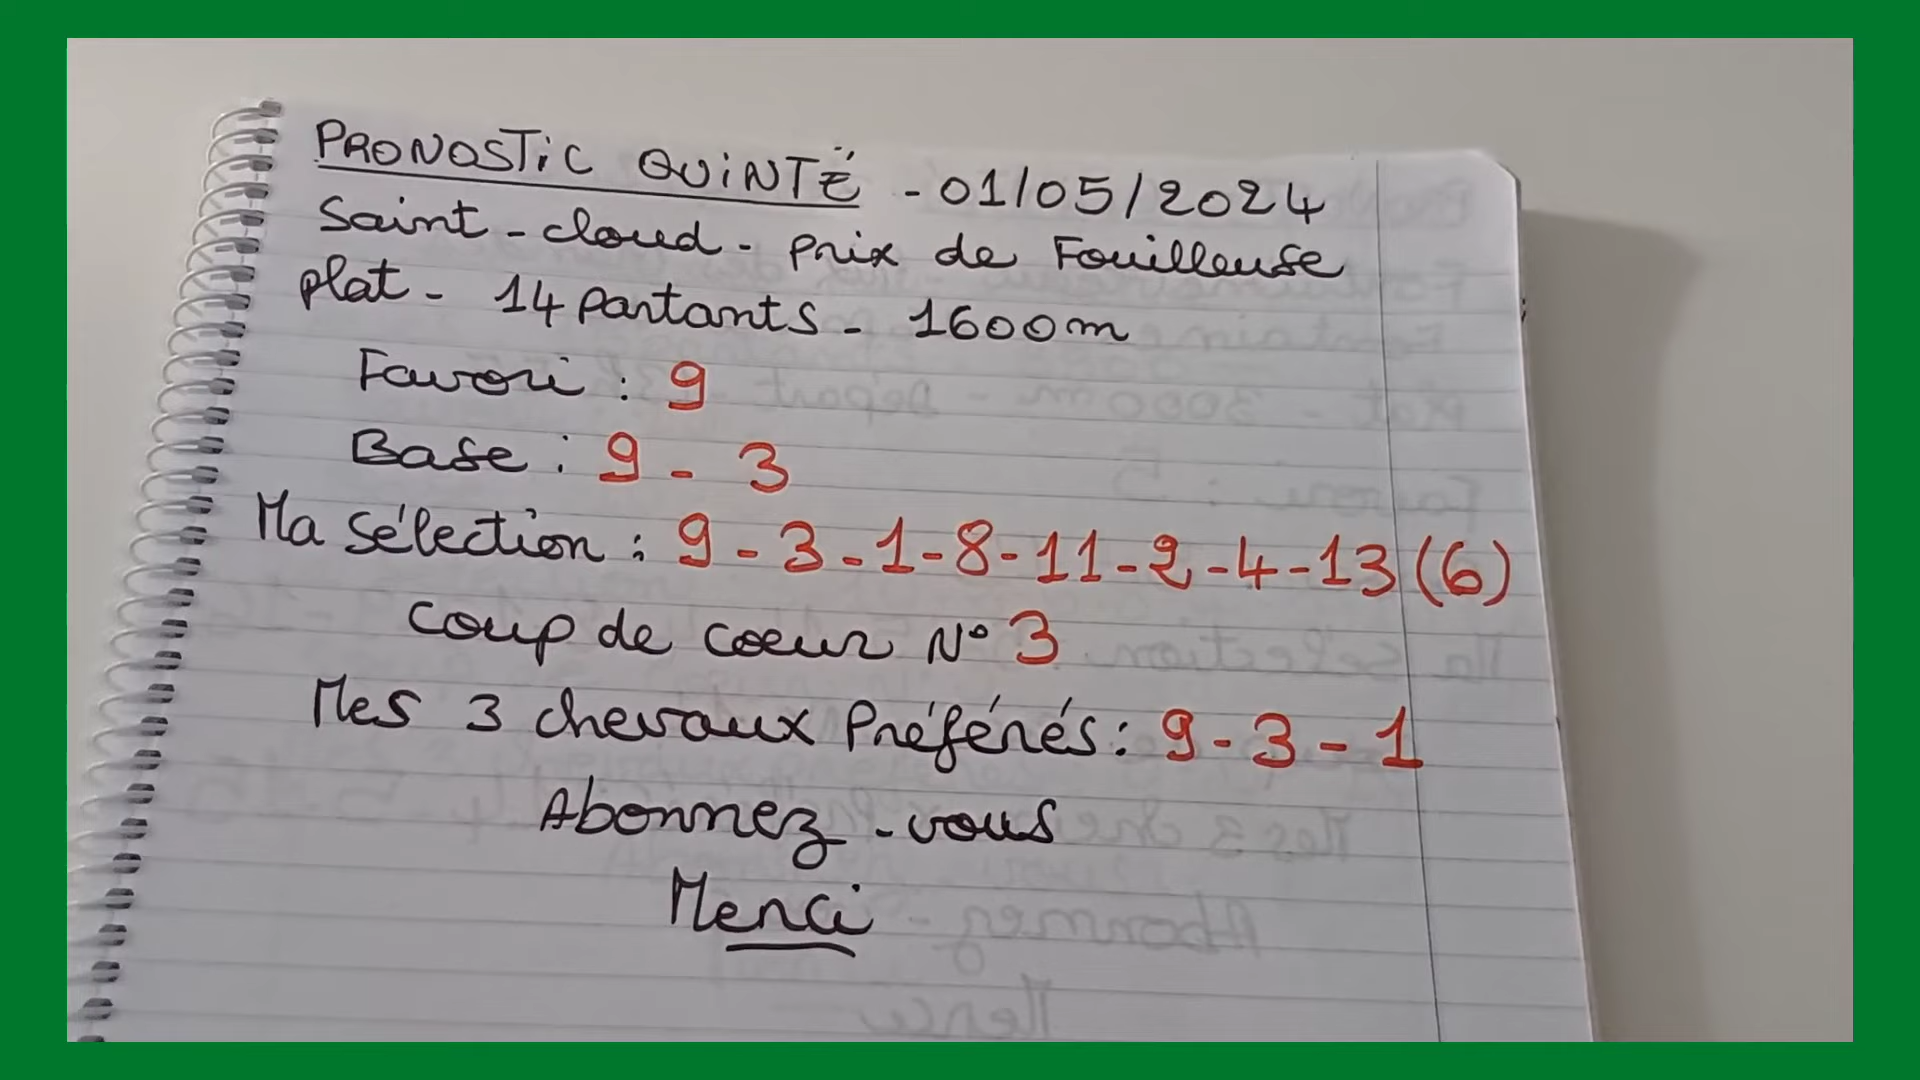 PRONOSTIC QUINTË - 01/05/2024
Saint-cloud - prix de Fouilleuse
plat - 14 partants - 1600m
Favori : 9
Base : 9 - 3
Ma sélection : 9 - 3 - 1 - 8 - 11 - 2 - 4 - 13 (6)
Coup de coeur N° 3
Mes 3 chevaux Préférés : 9 - 3 - 1
Abonnez-vous
Merci